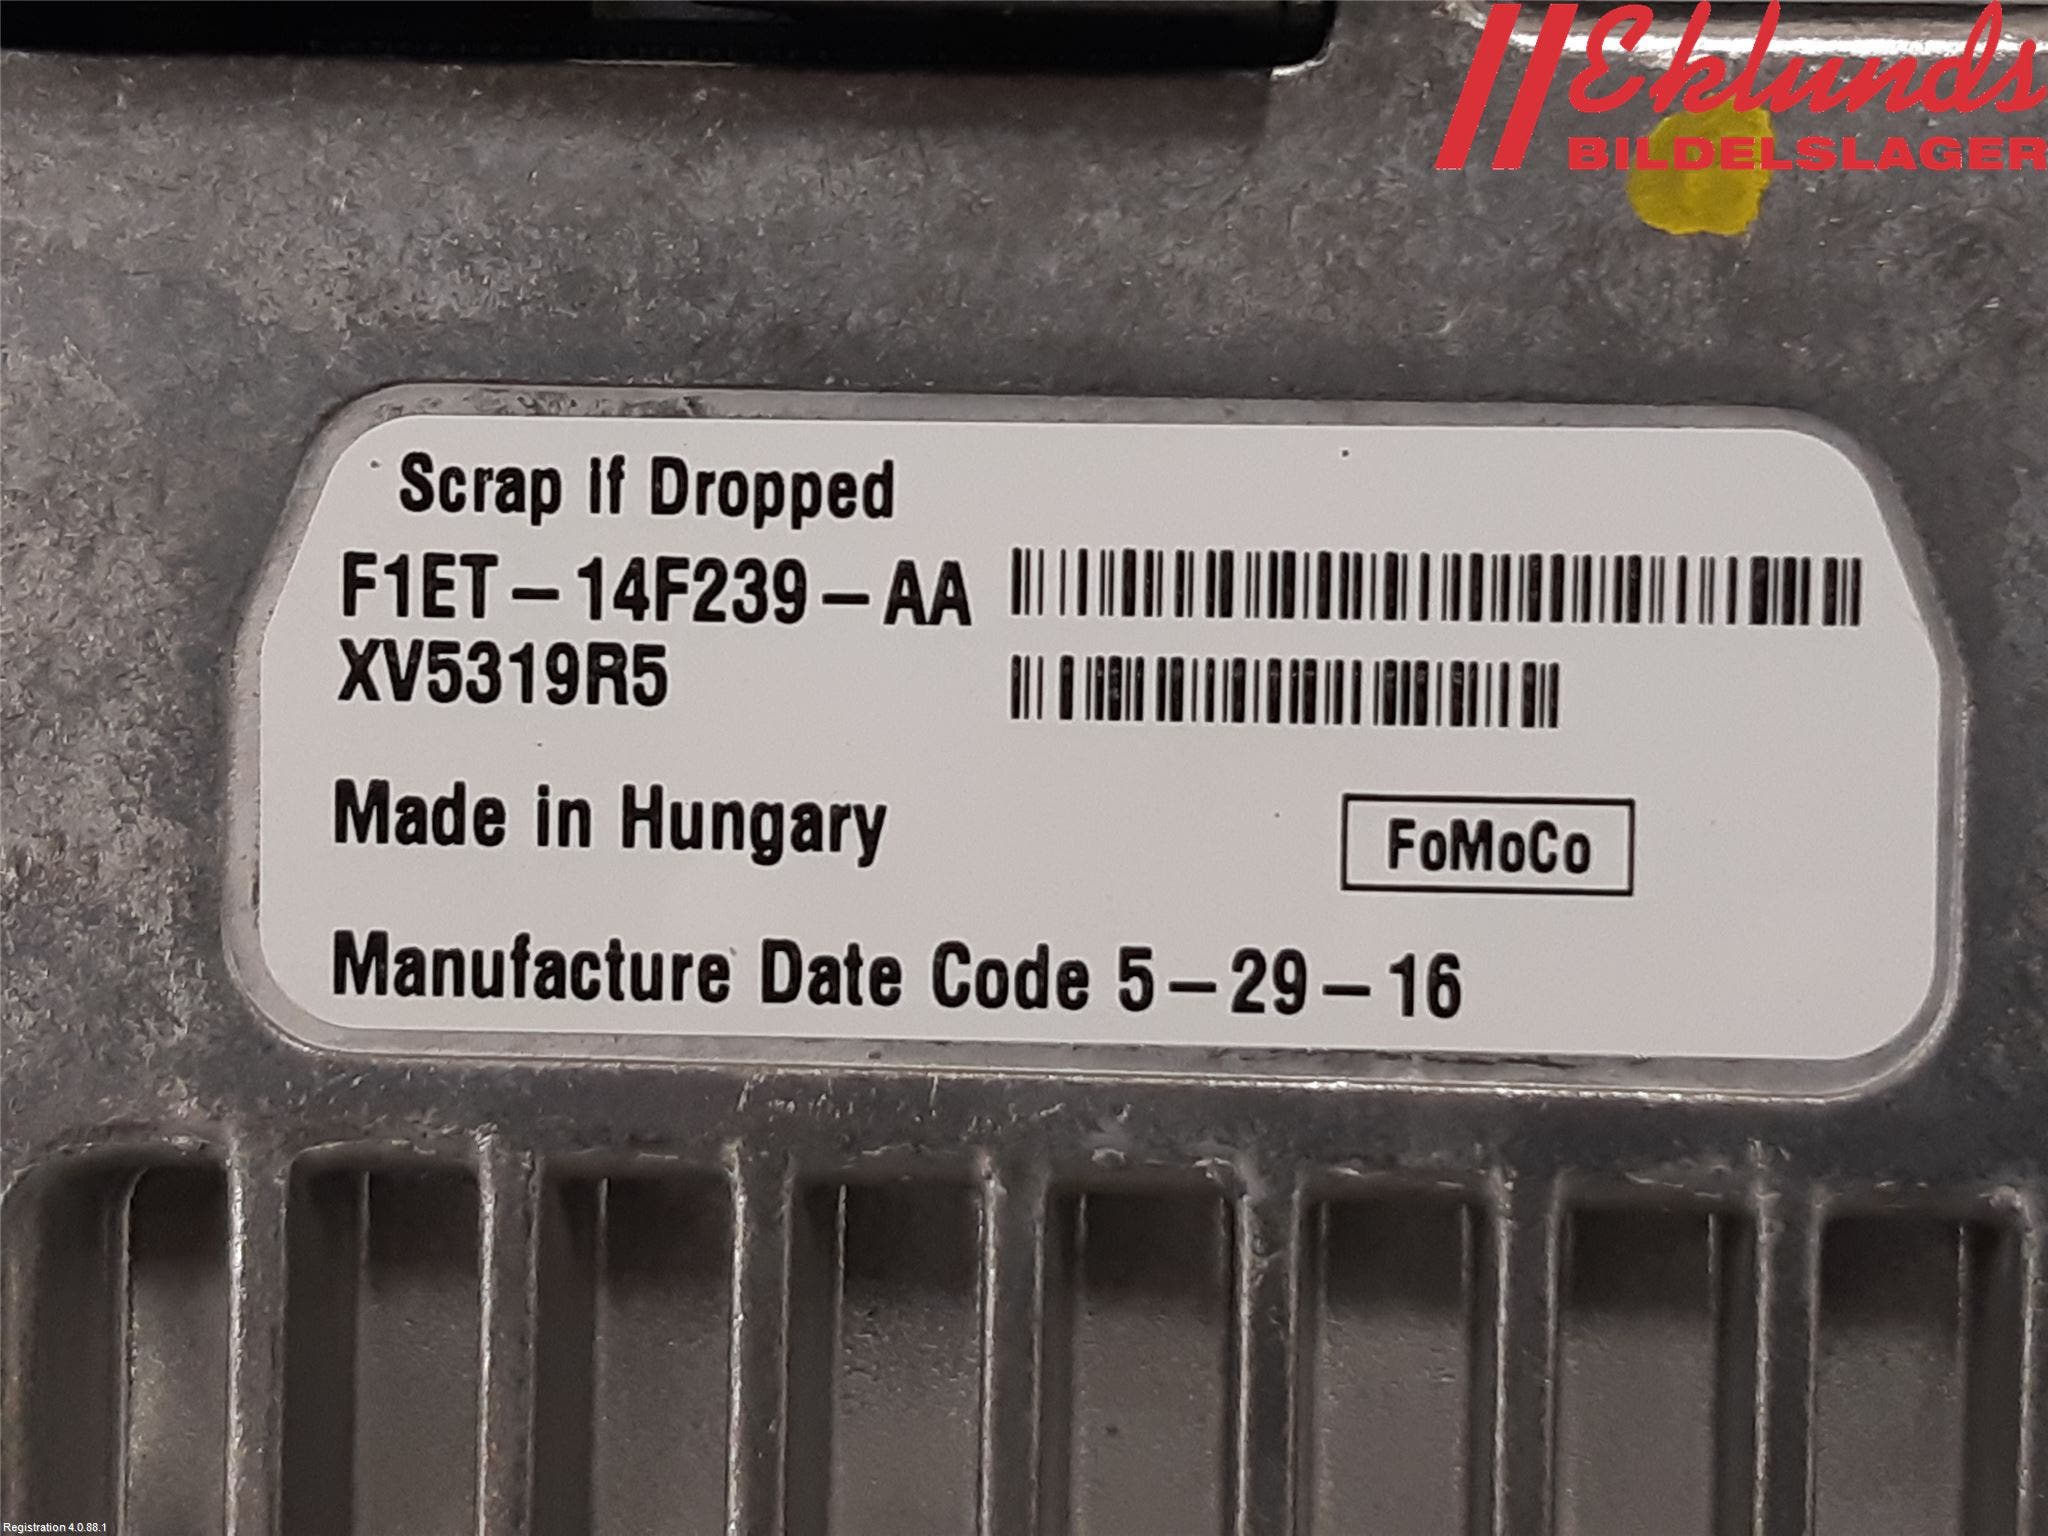 Eklunds
BILDELSLAGER
Scrap If Dropped
F1ET-14F239-AA
XV5319R5
Made in Hungary
FoMoCo
Manufacture Date Code 5-29-16
Registration 4.0.88.1